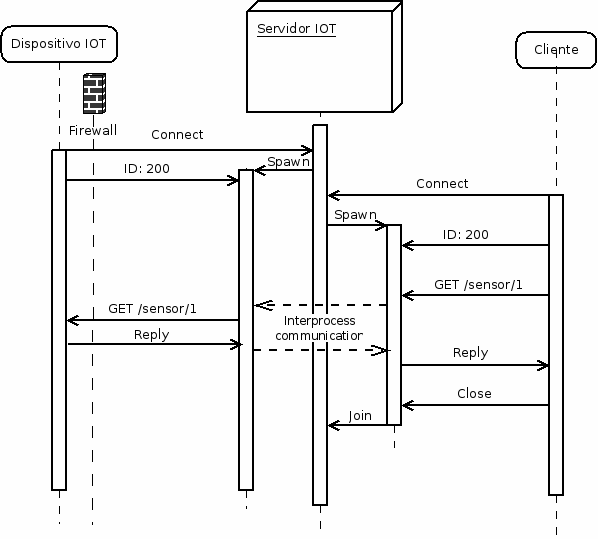 Dispositivo IOT
Servidor IOT
Cliente
Firewall
Connect
Spawn
ID: 200
Connect
Spawn
ID: 200
GET /sensor/1
GET /sensor/1
Interprocess
communication
Reply
Reply
Close
Join